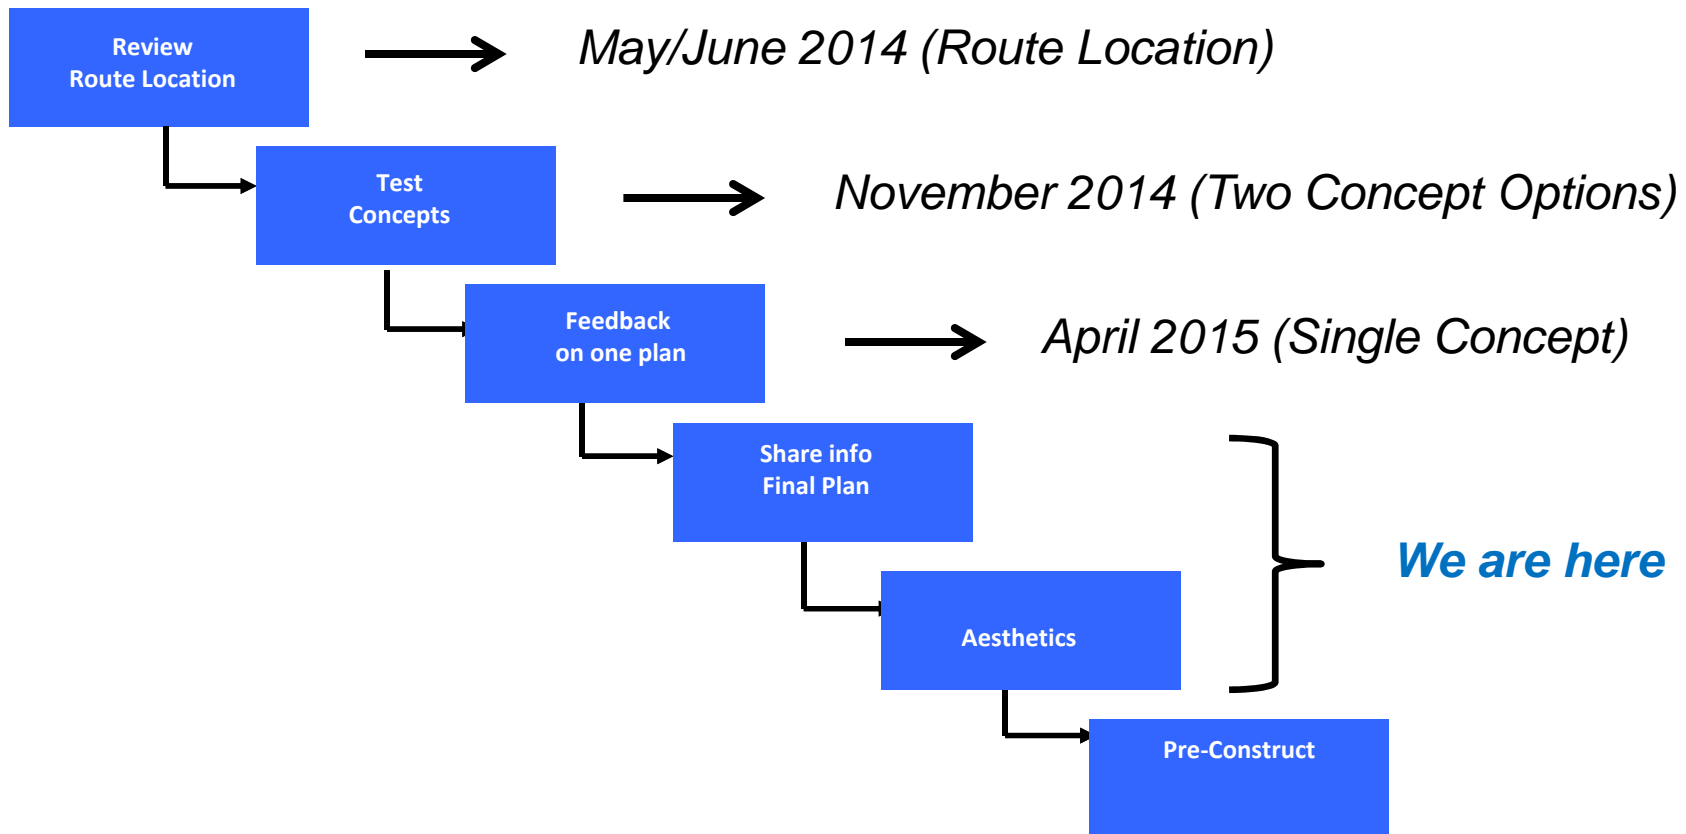 Review
Route Location
May/June 2014 (Route Location)
Test
Concepts
November 2014 (Two Concept Options)
Feedback
on one plan
April 2015 (Single Concept)
Share info
Final Plan
We are here
Aesthetics
Pre-Construct